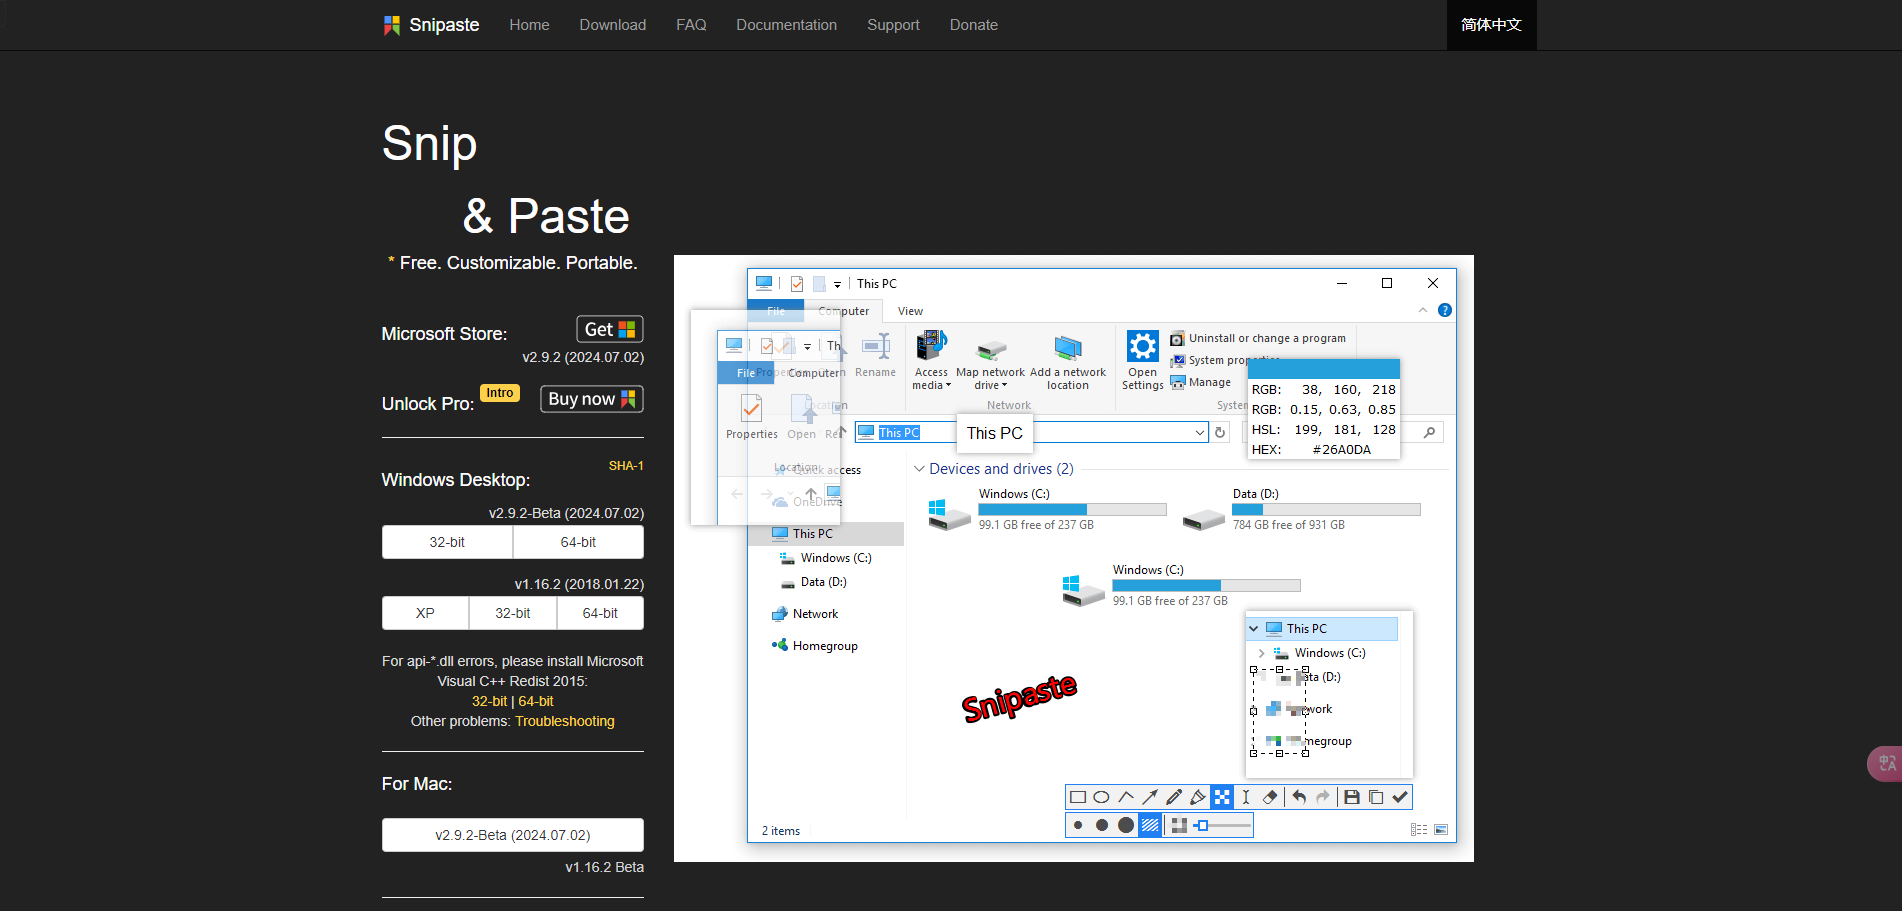 Snipaste Home Download FAQ Documentation Support Donate 简体中文
Snip
& Paste
* Free. Customizable. Portable.
Microsoft Store: Get
v2.9.2 (2024.07.02)
Unlock Pro: Intro Buy now
SHA-1
Windows Desktop:
v2.9.2-Beta (2024.07.02)
32-bit 64-bit
v1.16.2 (2018.01.22)
XP 32-bit 64-bit
For api-*.dll errors, please install Microsoft
Visual C++ Redist 2015:
32-bit | 64-bit
Other problems: Troubleshooting
For Mac:
v2.9.2-Beta (2024.07.02)
v1.16.2 Beta
This PC
File Computer View
Th
File Computer
Properties Open Re
Location
Properties Open Rename
Location
Access
media
Map network
drive
Add a network
location
Network
Open
Settings
Uninstall or change a program
System properties
Manage
System
RGB: 38, 160, 218
RGB: 0.15, 0.63, 0.85
HSL: 199, 181, 128
HEX: #26A0DA
This PC
This PC
Quick access
OneDrive
This PC
Windows (C:)
Data (D:)
Network
Homegroup
Devices and drives (2)
Windows (C:)
99.1 GB free of 237 GB
Data (D:)
784 GB free of 931 GB
Windows (C:)
99.1 GB free of 237 GB
This PC
Windows (C:)
ata (D:)
work
megroup
Snipaste
2 items
中A